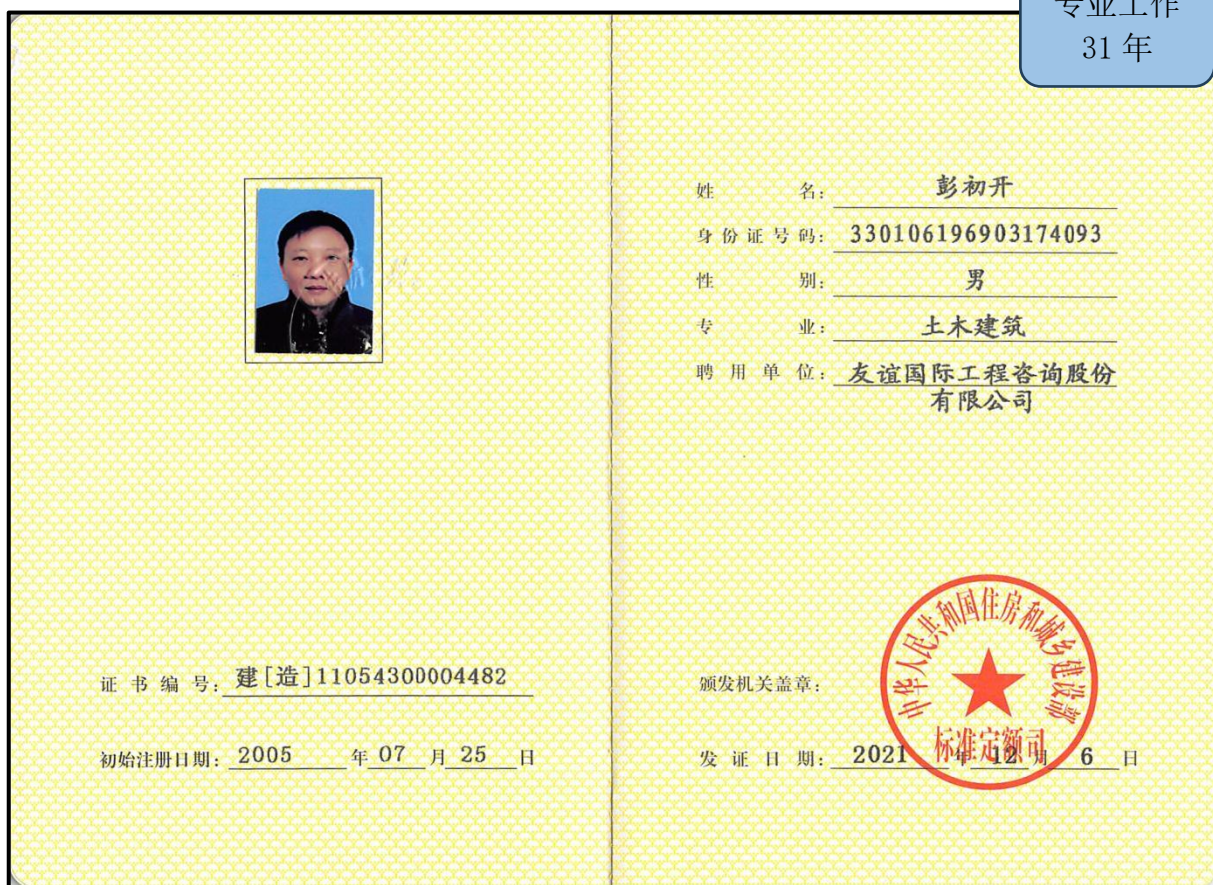 专业工作
31 年
姓 名: 彭初开
身份证号码: 330106196903174093
性 别: 男
专 业: 土木建筑
聘用单位: 友谊国际工程咨询股份
有限公司
证书编号: 建[造]11054300004482
初始注册日期: 2005 年 07 月 25 日
颁发机关盖章:
中华人民共和国住房和城乡建设部
标准定额司
发证日期: 2021 年 12 月 6 日